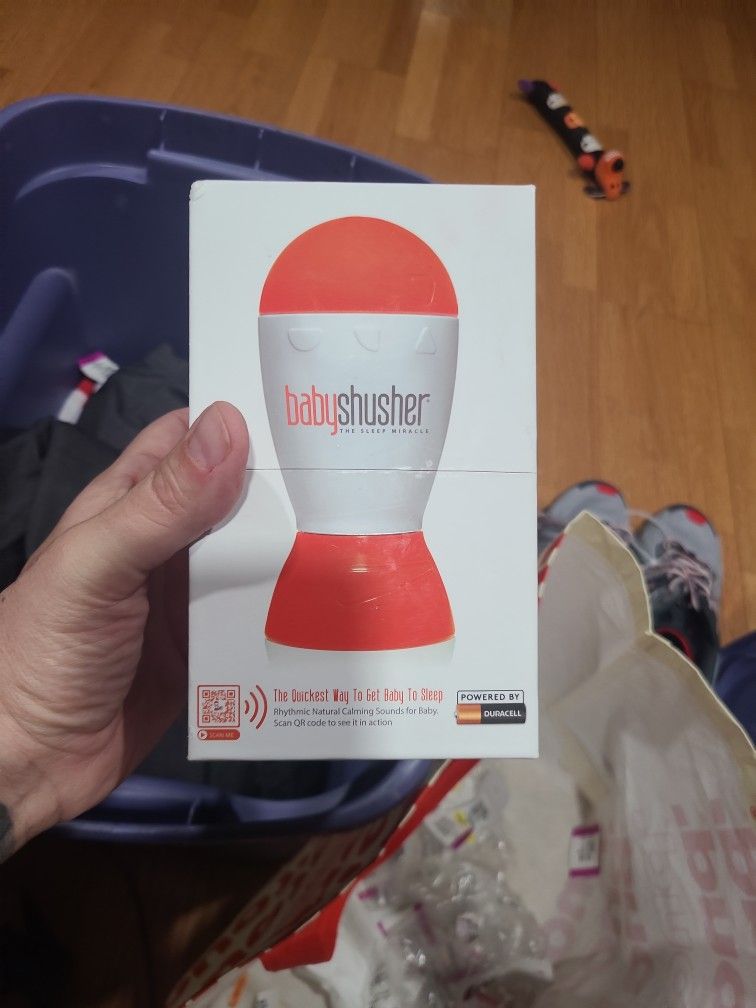 babyshusher
THE SLEEP MIRACLE
The Quickest Way To Get Baby To Sleep
Rhythmic Natural Calming Sounds for Baby.
Scan QR code to see it in action
SCAN ME
POWERED BY
DURACELL